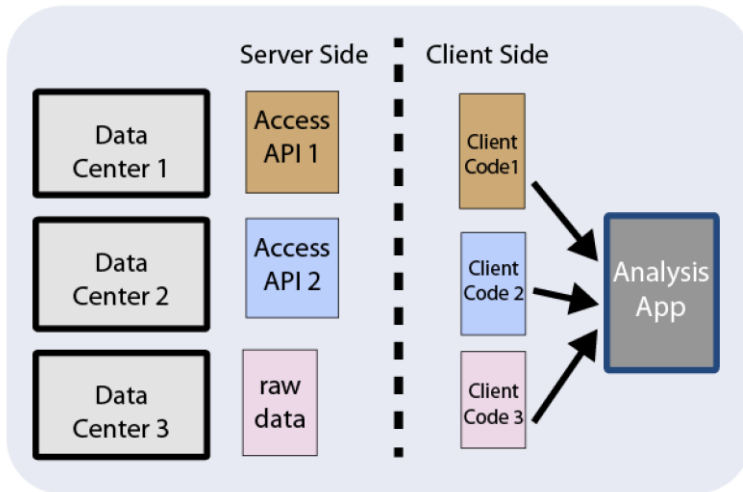 Server Side
Client Side
Data
Center 1
Access
API 1
Client
Code1
Data
Center 2
Access
API 2
Client
Code 2
Analysis
App
Data
Center 3
raw
data
Client
Code 3